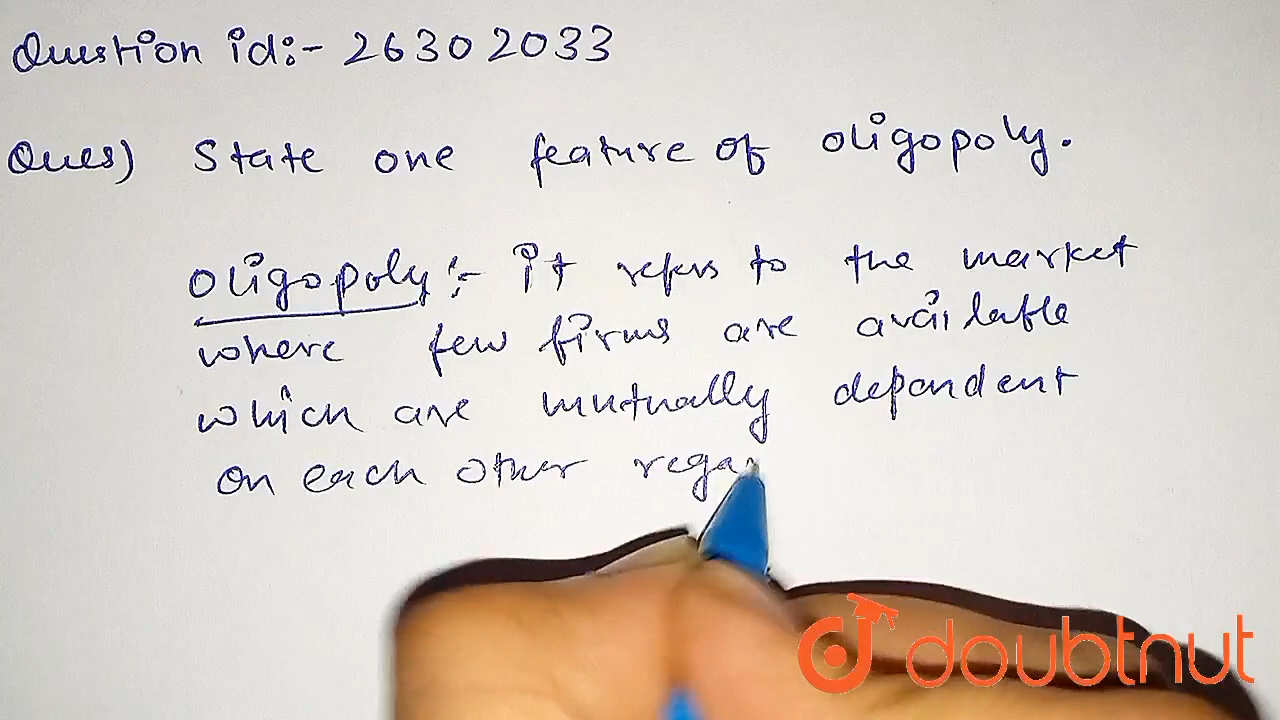 Question id:- 26302033
Ques) State one feature of oligopoly.
Oligopoly:- It refers to the market
where few firms are available
which are mutually dependent
on each other rega
doubtnut